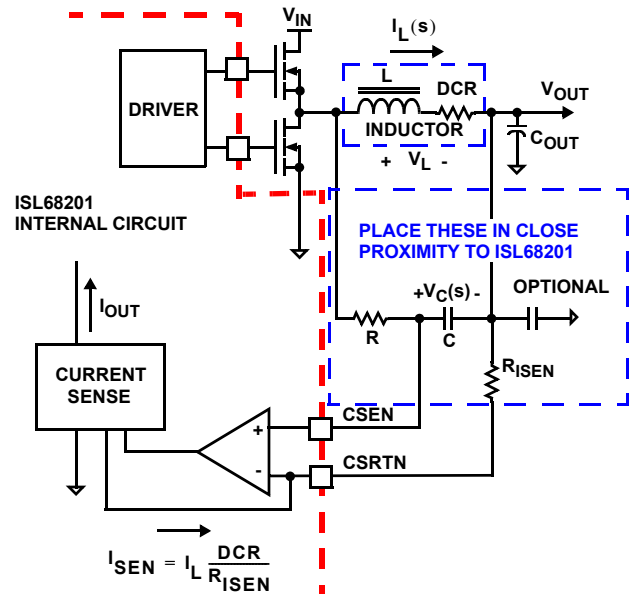 V_IN
I_L(s)
L
DCR
V_OUT
DRIVER
INDUCTOR
C_OUT
+ V_L -
ISL68201
INTERNAL CIRCUIT
PLACE THESE IN CLOSE
PROXIMITY TO ISL68201
I_OUT
+V_C(s) -
OPTIONAL
R
C
R_ISEN
CURRENT
SENSE
CSEN
+
-
CSRTN
I_SEN = I_L DCR / R_ISEN